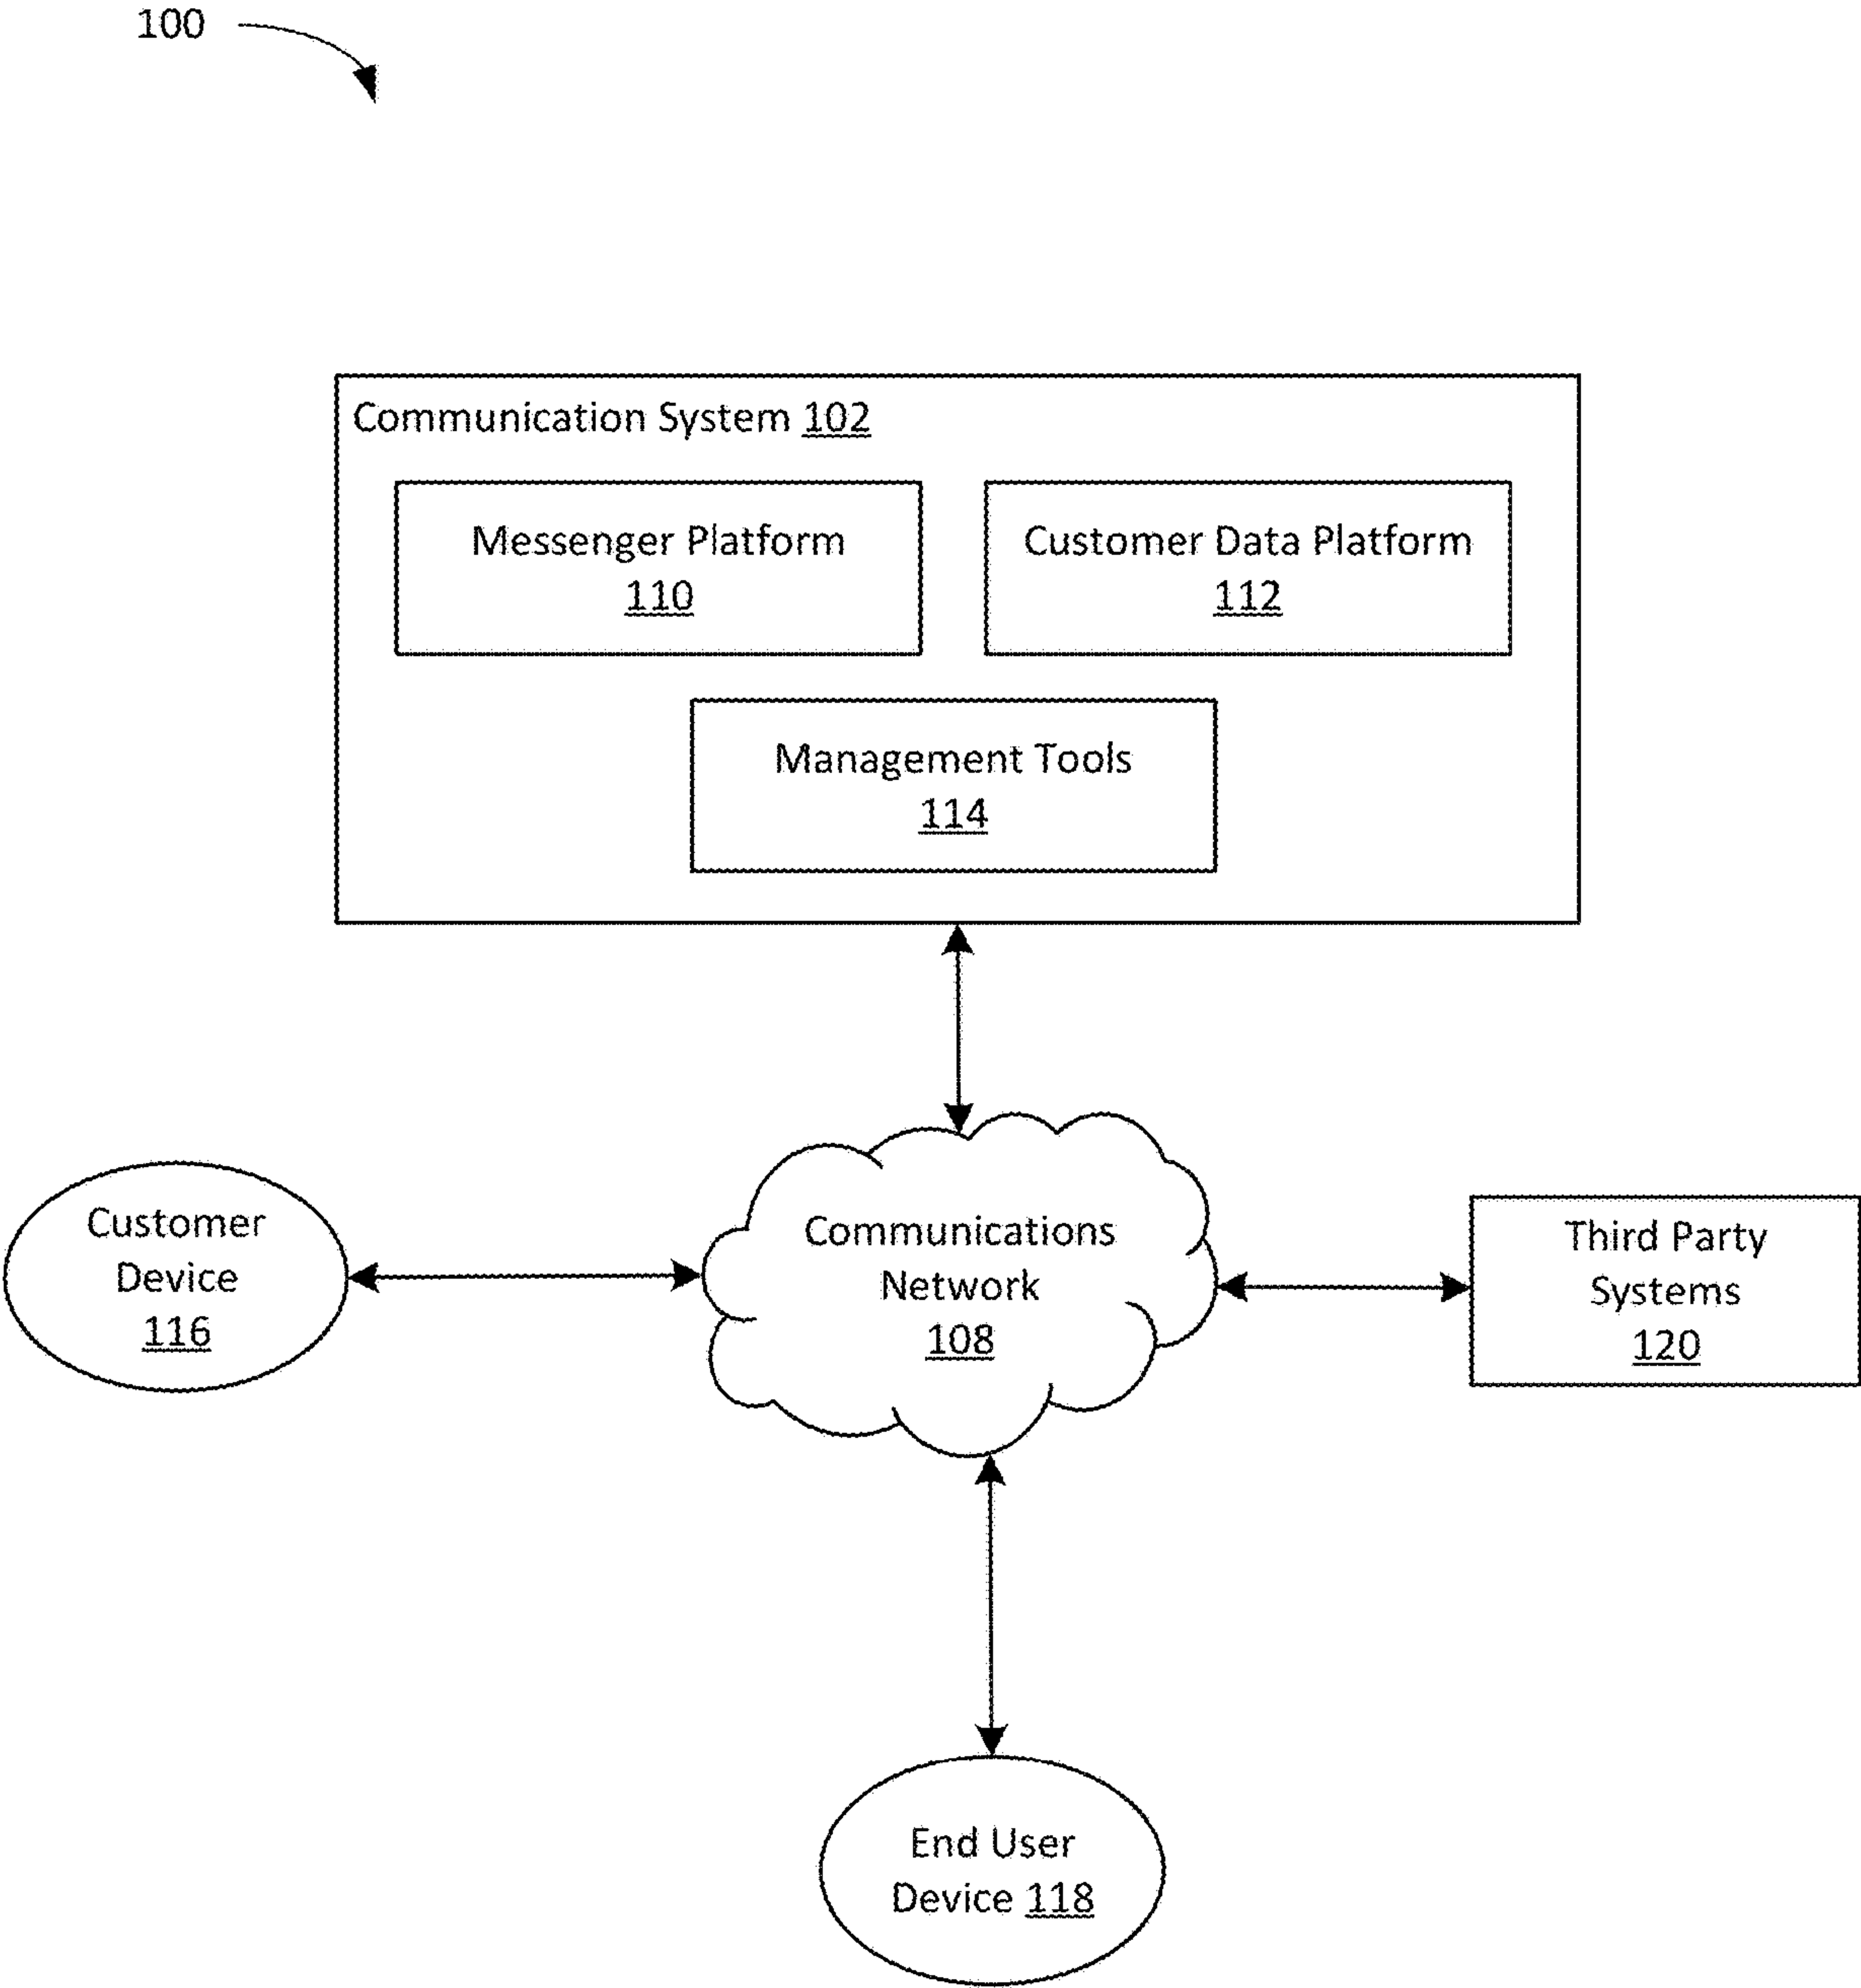 100
Communication System 102
Messenger Platform
110
Customer Data Platform
112
Management Tools
114
Customer
Device
116
Communications
Network
108
Third Party
Systems
120
End User
Device 118